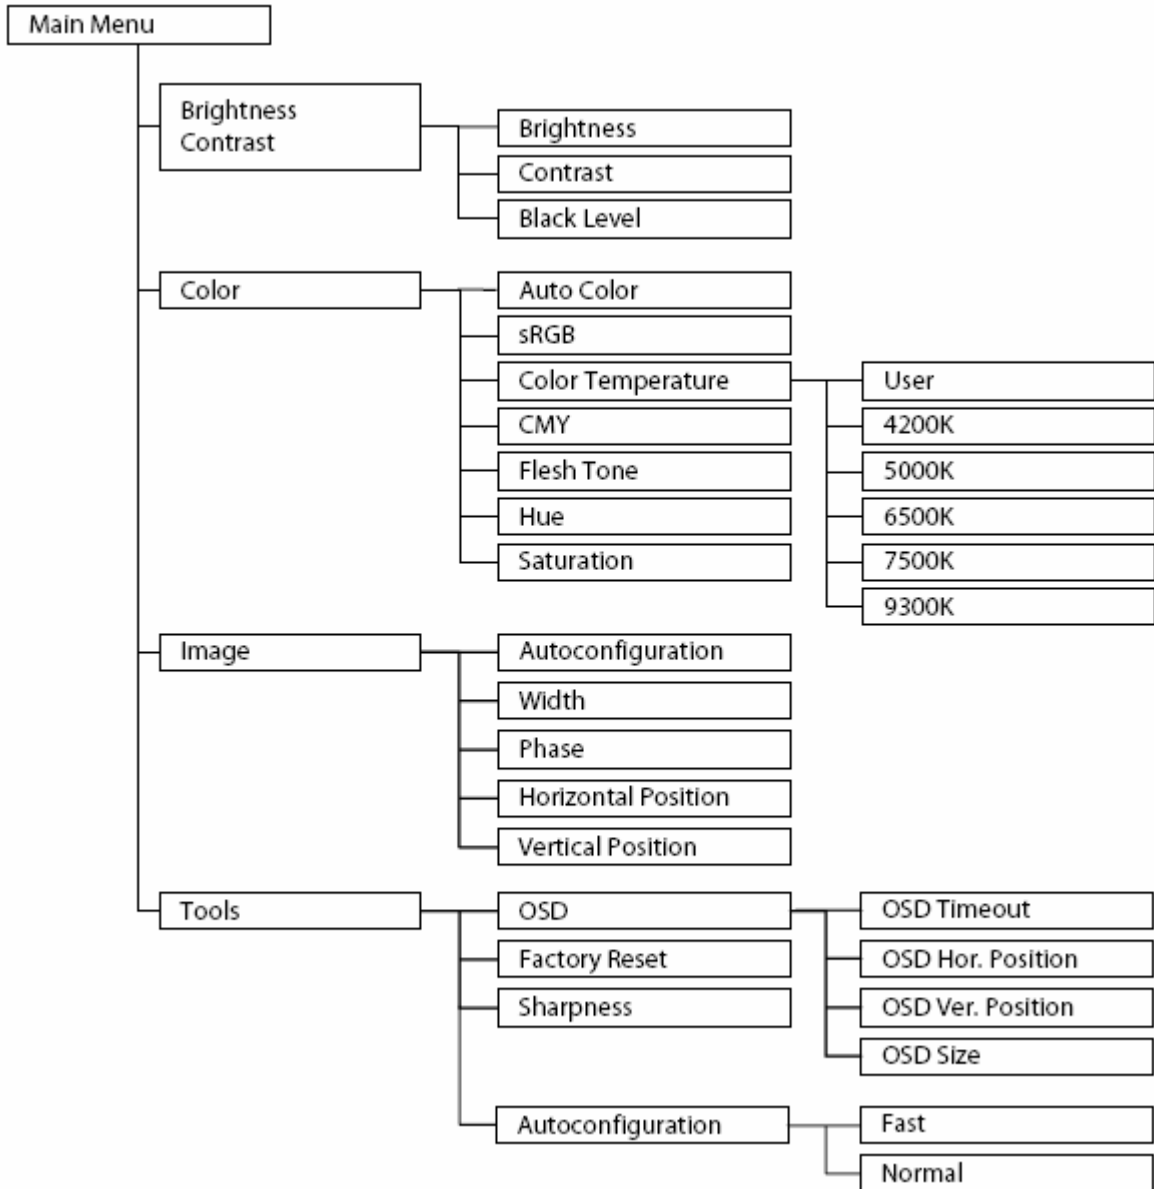 Main Menu
Brightness
Contrast
Brightness
Contrast
Black Level
Color
Auto Color
sRGB
Color Temperature
User
4200K
5000K
6500K
7500K
9300K
CMY
Flesh Tone
Hue
Saturation
Image
Autoconfiguration
Width
Phase
Horizontal Position
Vertical Position
Tools
OSD
OSD Timeout
OSD Hor. Position
OSD Ver. Position
OSD Size
Factory Reset
Sharpness
Autoconfiguration
Fast
Normal